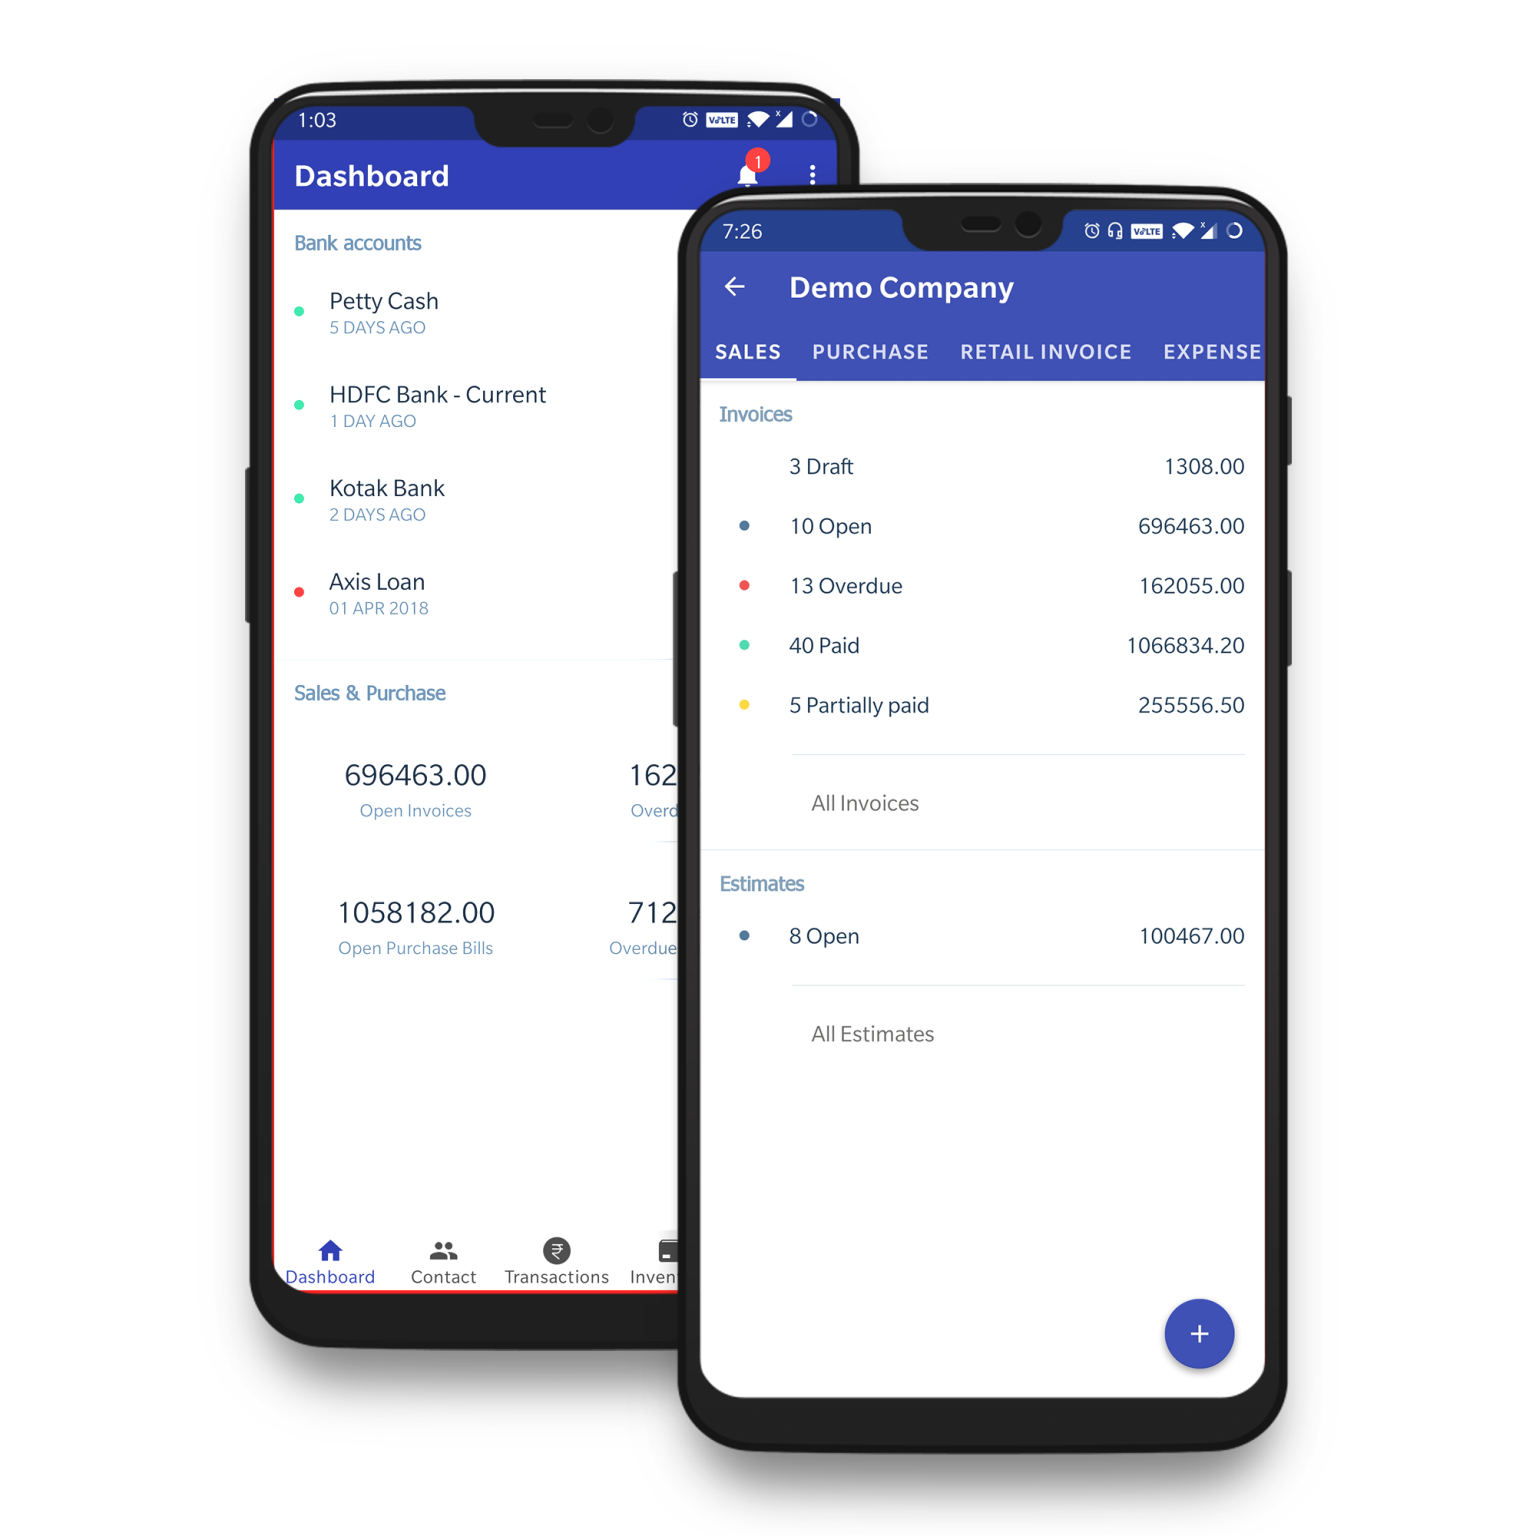 1:03
VoLTE
Dashboard
1
Bank accounts
Petty Cash
5 DAYS AGO
HDFC Bank - Current
1 DAY AGO
Kotak Bank
2 DAYS AGO
Axis Loan
01 APR 2018
Sales & Purchase
696463.00 162
Open Invoices Overd
1058182.00 712
Open Purchase Bills Overdue
₹
Dashboard Contact Transactions Inven
7:26
VoLTE
Demo Company
SALES PURCHASE RETAIL INVOICE EXPENSE
Invoices
3 Draft 1308.00
10 Open 696463.00
13 Overdue 162055.00
40 Paid 1066834.20
5 Partially paid 255556.50
All Invoices
Estimates
8 Open 100467.00
All Estimates